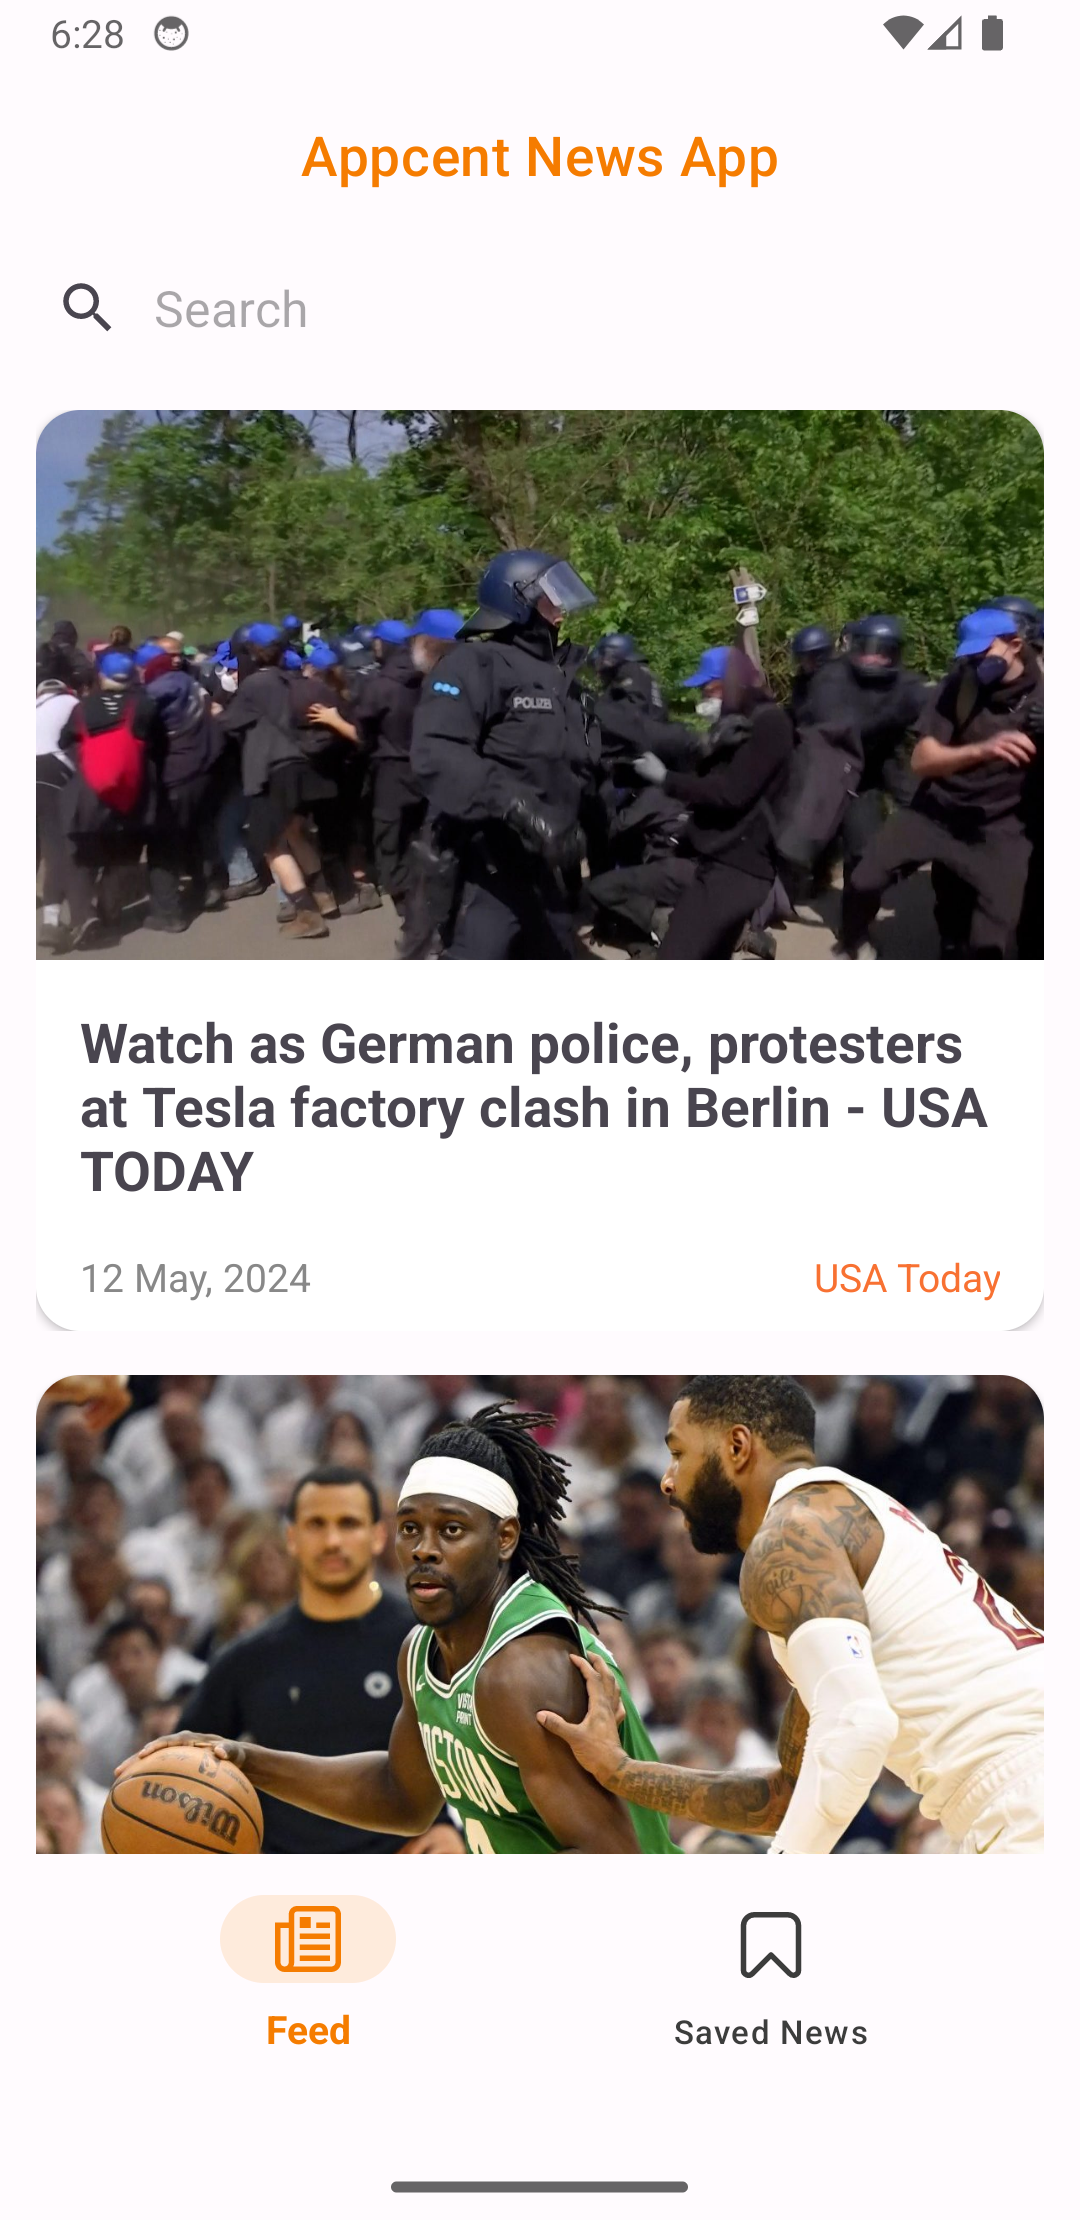 6:28
Appcent News App
Search
POLIZEI
Watch as German police, protesters
at Tesla factory clash in Berlin - USA
TODAY
12 May, 2024
USA Today
Wilson
Feed
Saved News